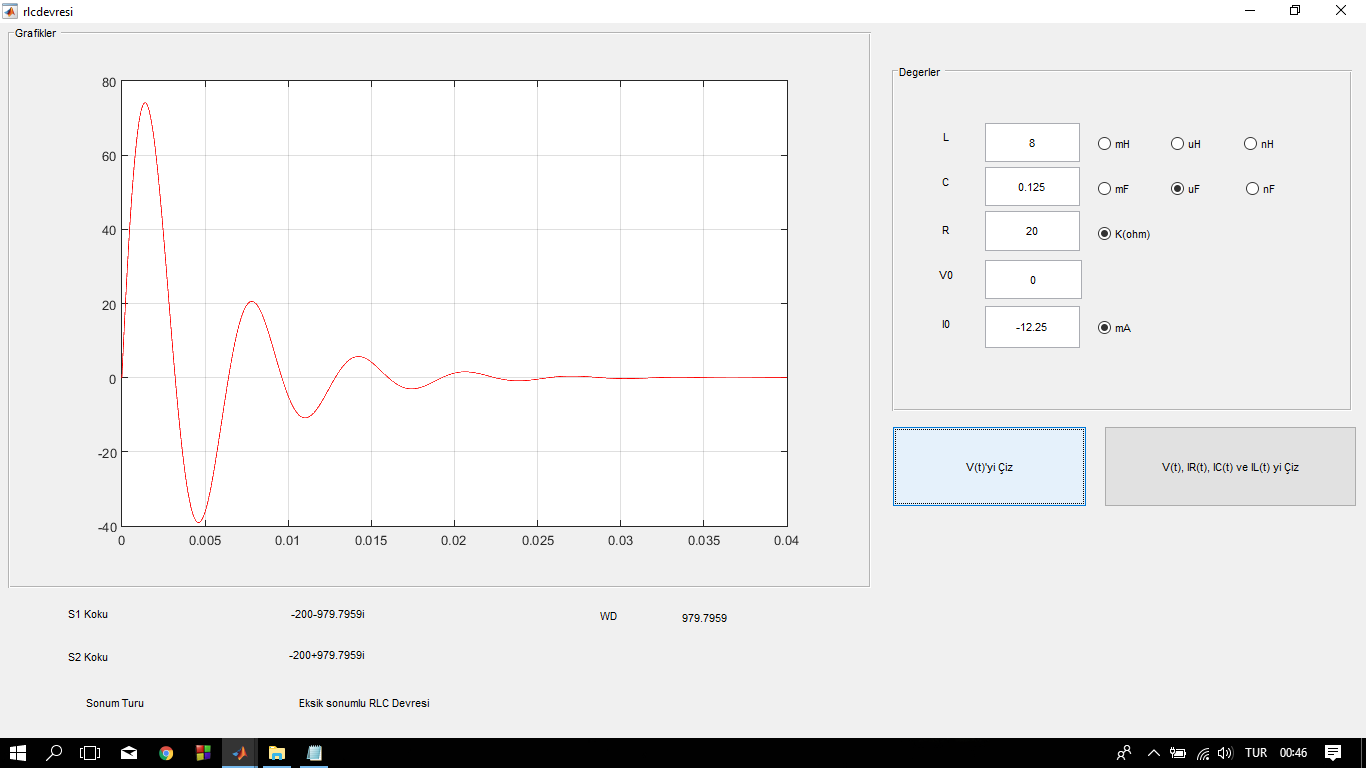 rlcdevresi
Grafikler
80
60
40
20
0
-20
-40
0 0.005 0.01 0.015 0.02 0.025 0.03 0.035 0.04
Degerler
L 8 mH uH nH
C 0.125 mF uF nF
R 20 K(ohm)
V0 0
I0 -12.25 mA
V(t)'yi Çiz V(t), IR(t), IC(t) ve IL(t) yi Çiz
S1 Koku -200-979.7959i WD 979.7959
S2 Koku -200+979.7959i
Sonum Turu Eksik sonumlu RLC Devresi
TUR 00:46